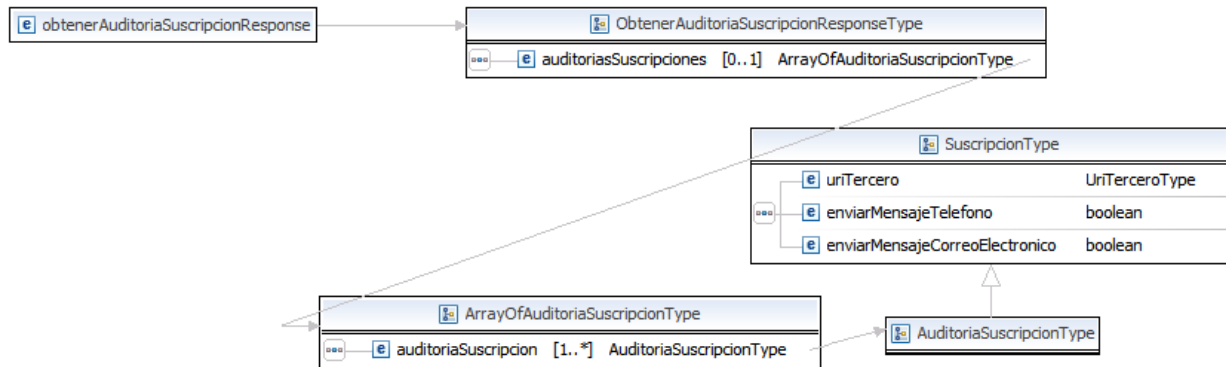 e obtenerAuditoriaSuscripcionResponse
ObtenerAuditoriaSuscripcionResponseType
e auditoriasSuscripciones [0..1] ArrayOfAuditoriaSuscripcionType
SuscripcionType
e uriTercero UriTerceroType
e enviarMensajeTelefono boolean
e enviarMensajeCorreoElectronico boolean
ArrayOfAuditoriaSuscripcionType
e auditoriaSuscripcion [1..*] AuditoriaSuscripcionType
AuditoriaSuscripcionType